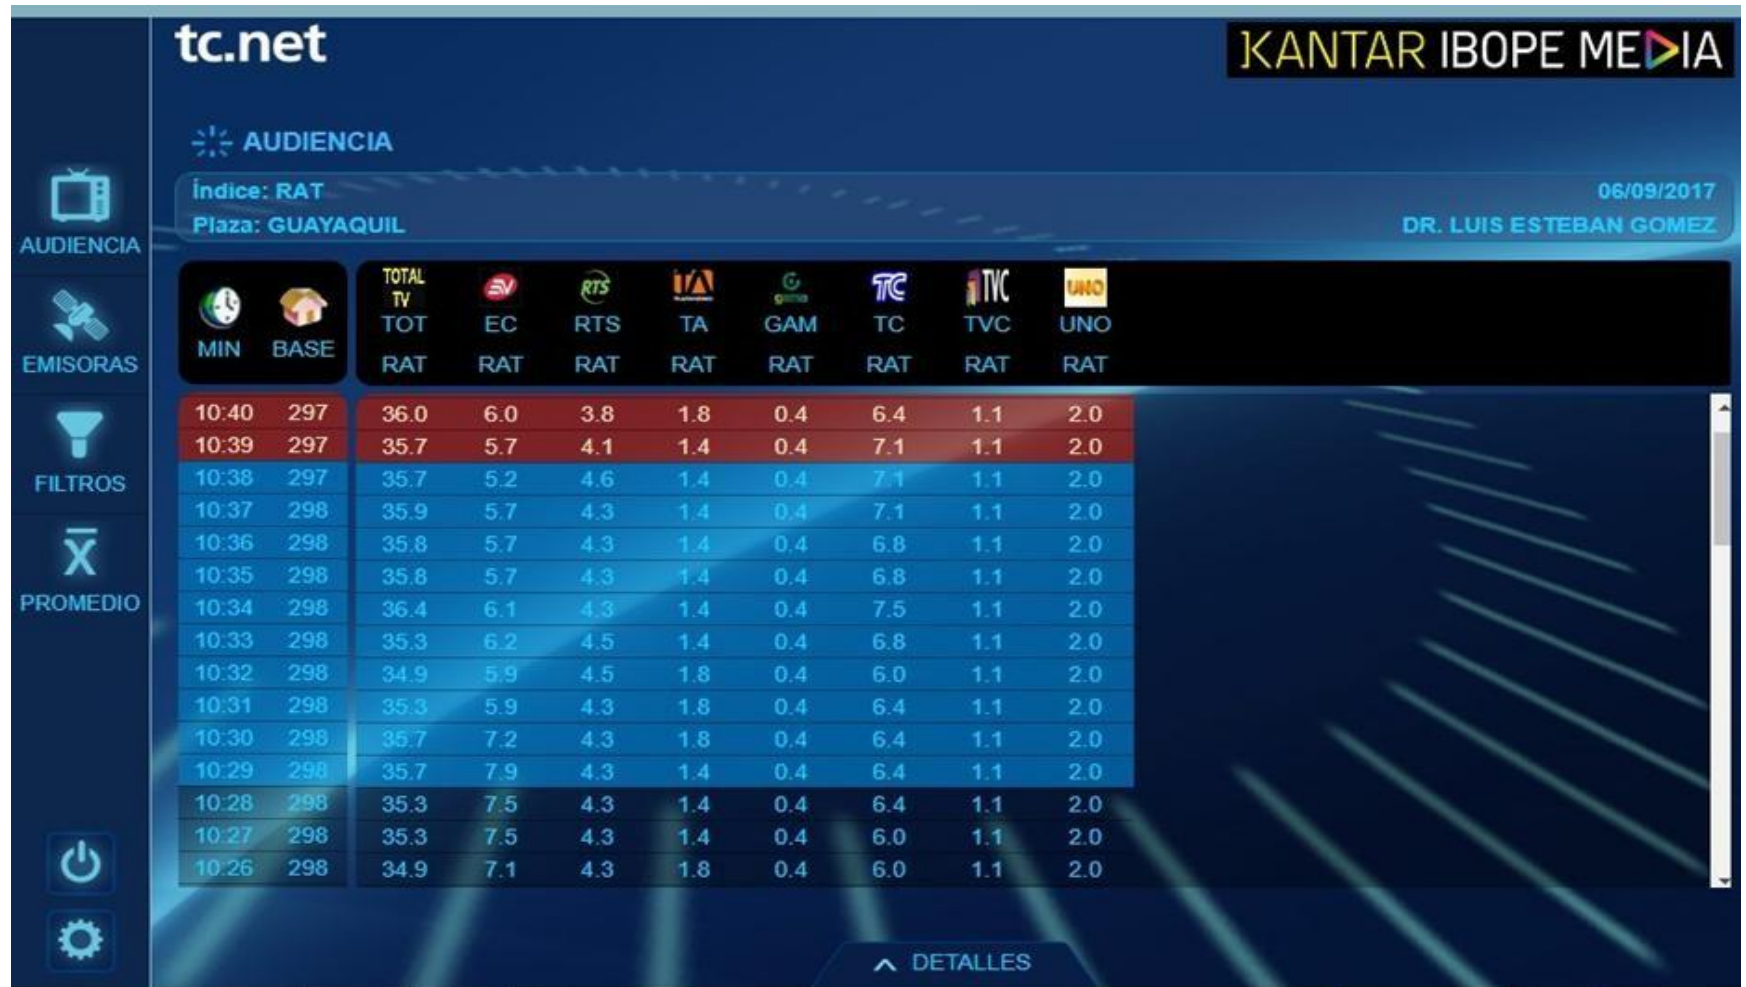 tc.net
KANTAR IBOPE MEDIA
AUDIENCIA
Índice: RAT 06/09/2017
Plaza: GUAYAQUIL DR. LUIS ESTEBAN GOMEZ
AUDIENCIA
EMISORAS
FILTROS
X
PROMEDIO
TOTAL TV RTS TA gama TC TVC UNO
MIN BASE TOT EC RTS TA GAM TC TVC UNO
RAT RAT RAT RAT RAT RAT RAT RAT
10:40 297 36.0 6.0 3.8 1.8 0.4 6.4 1.1 2.0
10:39 297 35.7 5.7 4.1 1.4 0.4 7.1 1.1 2.0
10:38 297 35.7 5.2 4.6 1.4 0.4 7.1 1.1 2.0
10:37 298 35.9 5.7 4.3 1.4 0.4 7.1 1.1 2.0
10:36 298 35.8 5.7 4.3 1.4 0.4 6.8 1.1 2.0
10:35 298 35.8 5.7 4.3 1.4 0.4 6.8 1.1 2.0
10:34 298 36.4 6.1 4.3 1.4 0.4 7.5 1.1 2.0
10:33 298 35.3 6.2 4.5 1.4 0.4 6.8 1.1 2.0
10:32 298 34.9 5.9 4.5 1.8 0.4 6.0 1.1 2.0
10:31 298 35.3 5.9 4.3 1.8 0.4 6.4 1.1 2.0
10:30 298 35.7 7.2 4.3 1.8 0.4 6.4 1.1 2.0
10:29 298 35.7 7.9 4.3 1.4 0.4 6.4 1.1 2.0
10:28 298 35.3 7.5 4.3 1.4 0.4 6.4 1.1 2.0
10:27 298 35.3 7.5 4.3 1.4 0.4 6.0 1.1 2.0
10:26 298 34.9 7.1 4.3 1.8 0.4 6.0 1.1 2.0
DETALLES